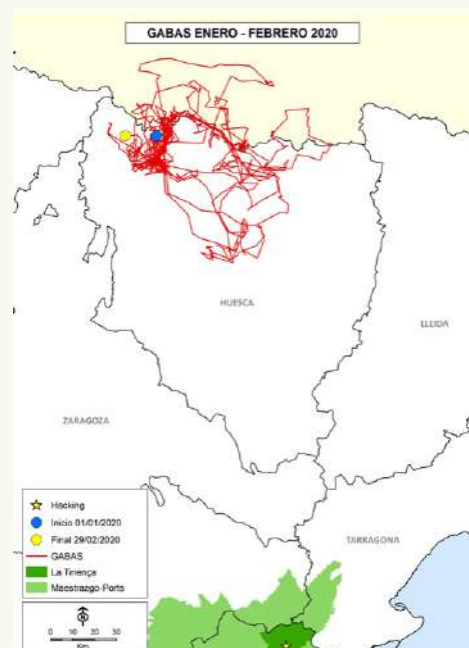 GABAS ENERO - FEBRERO 2020
HUESCA
LLEIDA
ZARAGOZA
TARRAGONA
Hacking
Inicio 01/01/2020
Final 29/02/2020
GABAS
La Tinença
Maestrazgo-Ports
N
0 10 20 30
Km